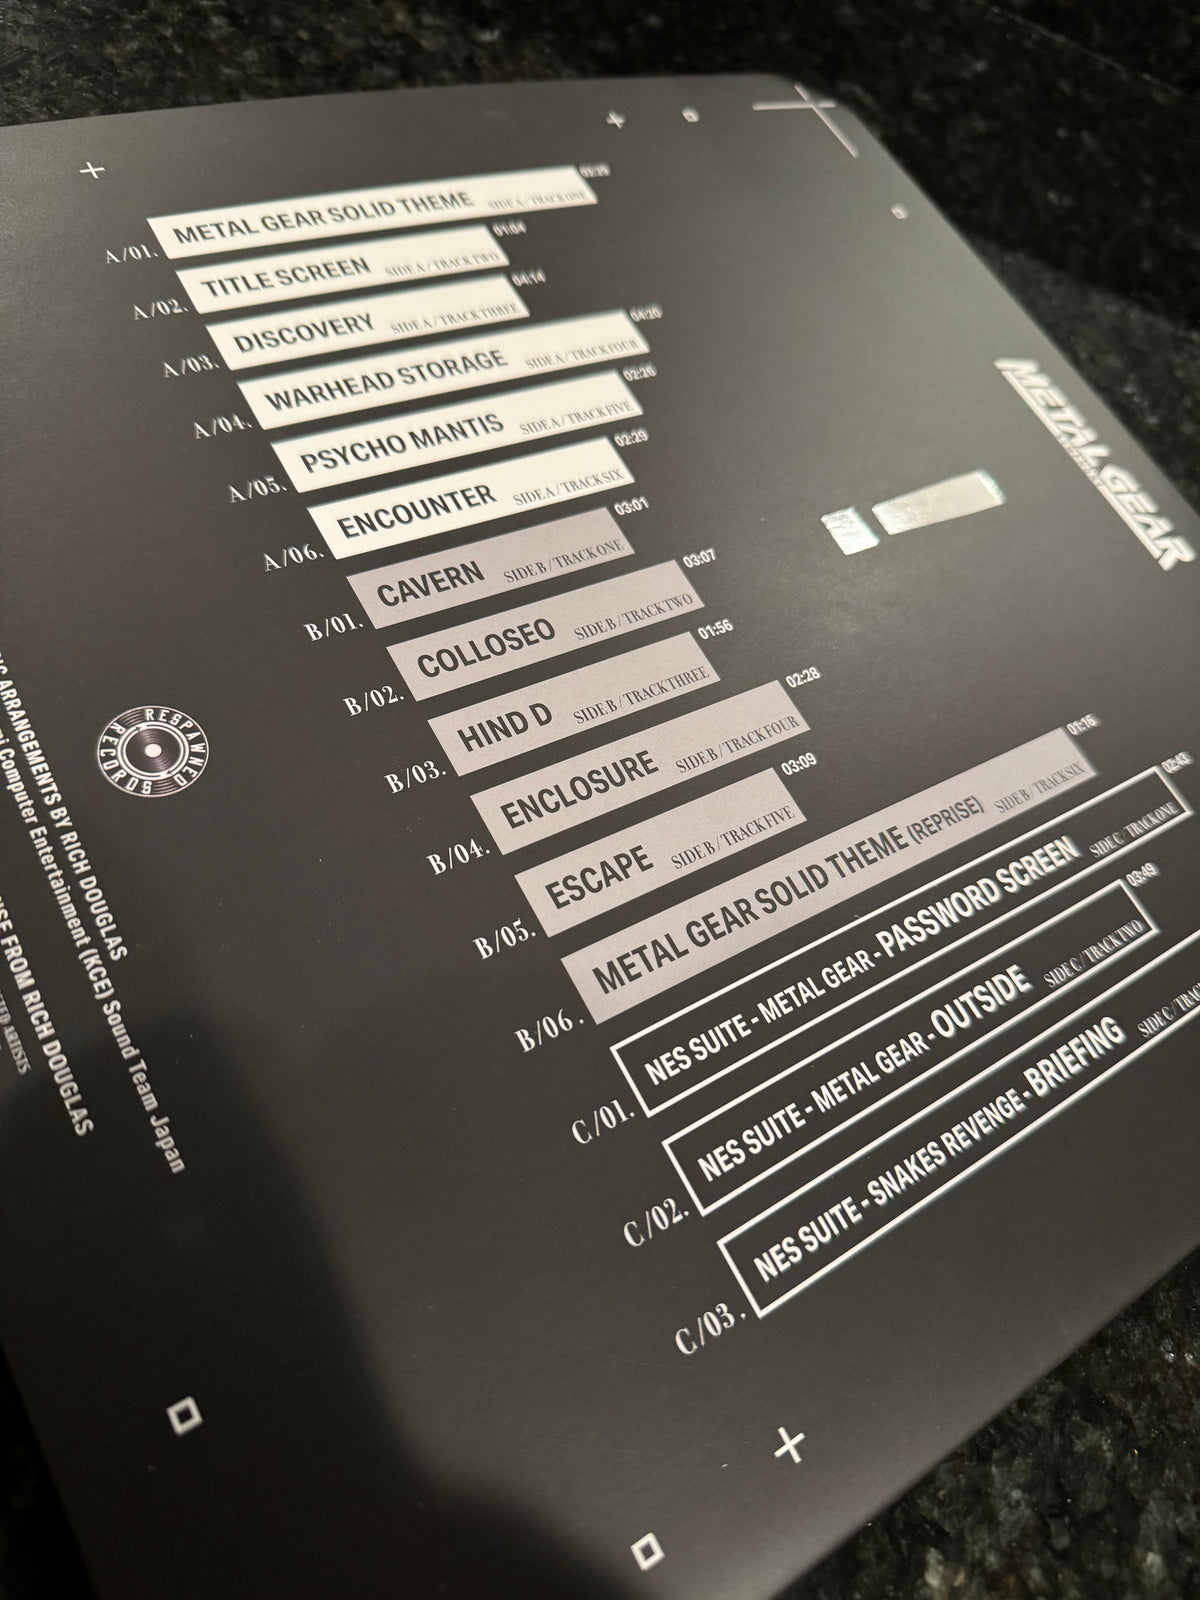 A/01. METAL GEAR SOLID THEME SIDE A / TRACK ONE
A/02. TITLE SCREEN SIDE A / TRACK TWO 01:04
A/03. DISCOVERY SIDE A / TRACK THREE 04:14
A/04. WARHEAD STORAGE SIDE A / TRACK FOUR
A/05. PSYCHO MANTIS SIDE A / TRACK FIVE 02:26
A/06. ENCOUNTER SIDE A / TRACK SIX 02:29
B/01. CAVERN SIDE B / TRACK ONE 03:01
B/02. COLLOSEO SIDE B / TRACK TWO 03:07
B/03. HIND D SIDE B / TRACK THREE 01:56
B/04. ENCLOSURE SIDE B / TRACK FOUR 02:28
B/05. ESCAPE SIDE B / TRACK FIVE 03:09
B/06. METAL GEAR SOLID THEME (REPRISE) SIDE B / TRACK SIX 01:16
C/01. NES SUITE - METAL GEAR - PASSWORD SCREEN SIDE C / TRACK ONE 02:43
C/02. NES SUITE - METAL GEAR - OUTSIDE SIDE C / TRACK TWO 03:49
C/03. NES SUITE - SNAKES REVENGE - BRIEFING SIDE C /
METAL GEAR
RESPAWNED RECORDS
ARRANGEMENTS BY RICH DOUGLAS
Computer Entertainment (KCE) Sound Team Japan
FROM RICH DOUGLAS
ARTISTS